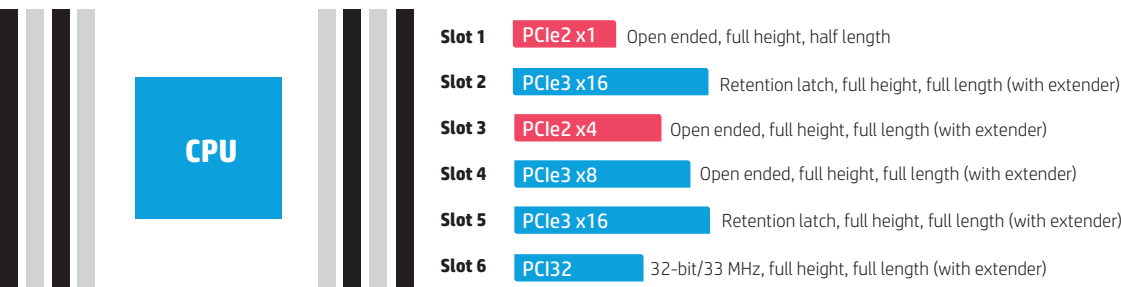 CPU
Slot 1 PCIe2 x1 Open ended, full height, half length
Slot 2 PCIe3 x16 Retention latch, full height, full length (with extender)
Slot 3 PCIe2 x4 Open ended, full height, full length (with extender)
Slot 4 PCIe3 x8 Open ended, full height, full length (with extender)
Slot 5 PCIe3 x16 Retention latch, full height, full length (with extender)
Slot 6 PCI32 32-bit/33 MHz, full height, full length (with extender)